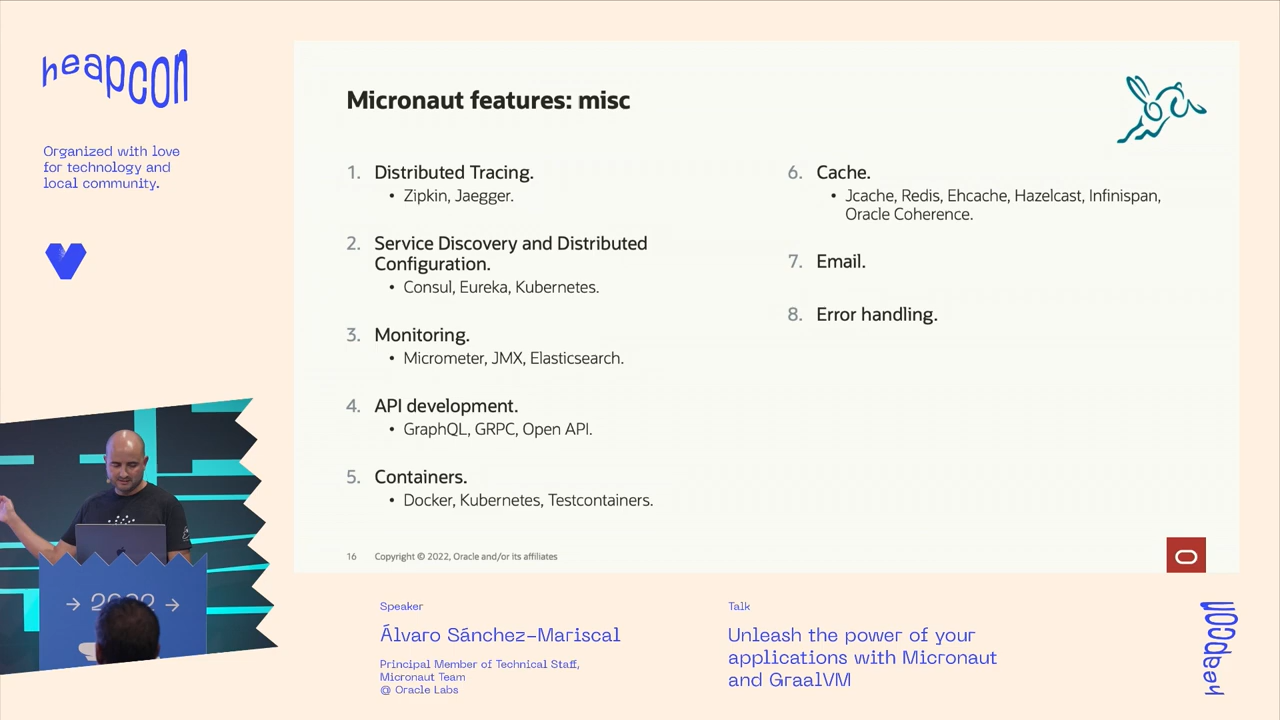 heapcon
Organized with love
for technology and
local community.
Micronaut features: misc
1. Distributed Tracing.
• Zipkin, Jaegger.
2. Service Discovery and Distributed
Configuration.
• Consul, Eureka, Kubernetes.
3. Monitoring.
• Micrometer, JMX, Elasticsearch.
4. API development.
• GraphQL, GRPC, Open API.
5. Containers.
• Docker, Kubernetes, Testcontainers.
6. Cache.
• Jcache, Redis, Ehcache, Hazelcast, Infinispan,
Oracle Coherence.
7. Email.
8. Error handling.
16 Copyright © 2022, Oracle and/or its affiliates
→ 2022 →
Speaker
Álvaro Sánchez–Mariscal
Principal Member of Technical Staff,
Micronaut Team
@ Oracle Labs
Talk
Unleash the power of your
applications with Micronaut
and GraalVM
heapcon